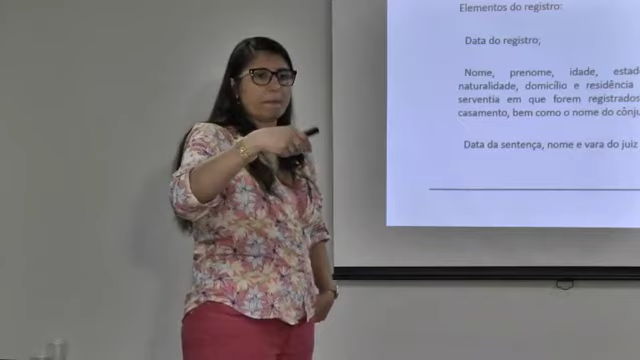 Elementos do registro:
Data do registro;
Nome, prenome, idade, estad
naturalidade, domicílio e residência
serventia em que forem registrados
casamento, bem como o nome do cônju
Data da sentença, nome e vara do juiz